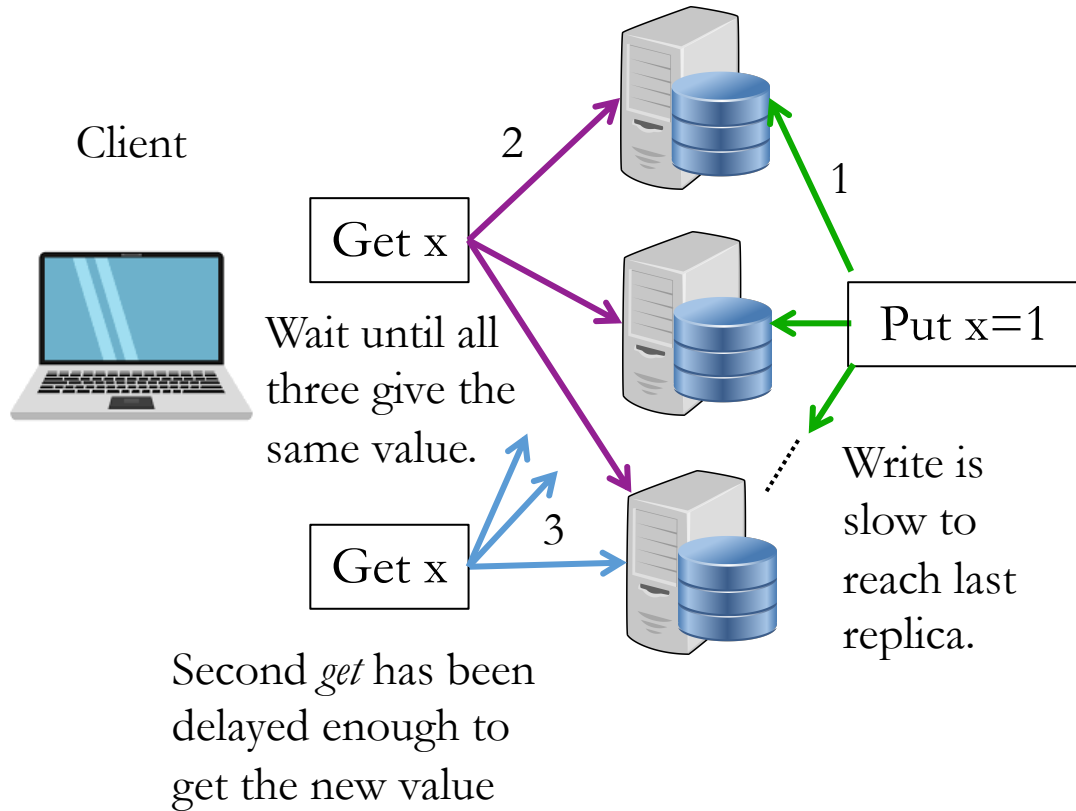 Client
2
1
Get x
Put x=1
Wait until all
three give the
same value.
3
Get x
Write is
slow to
reach last
replica.
Second get has been
delayed enough to
get the new value